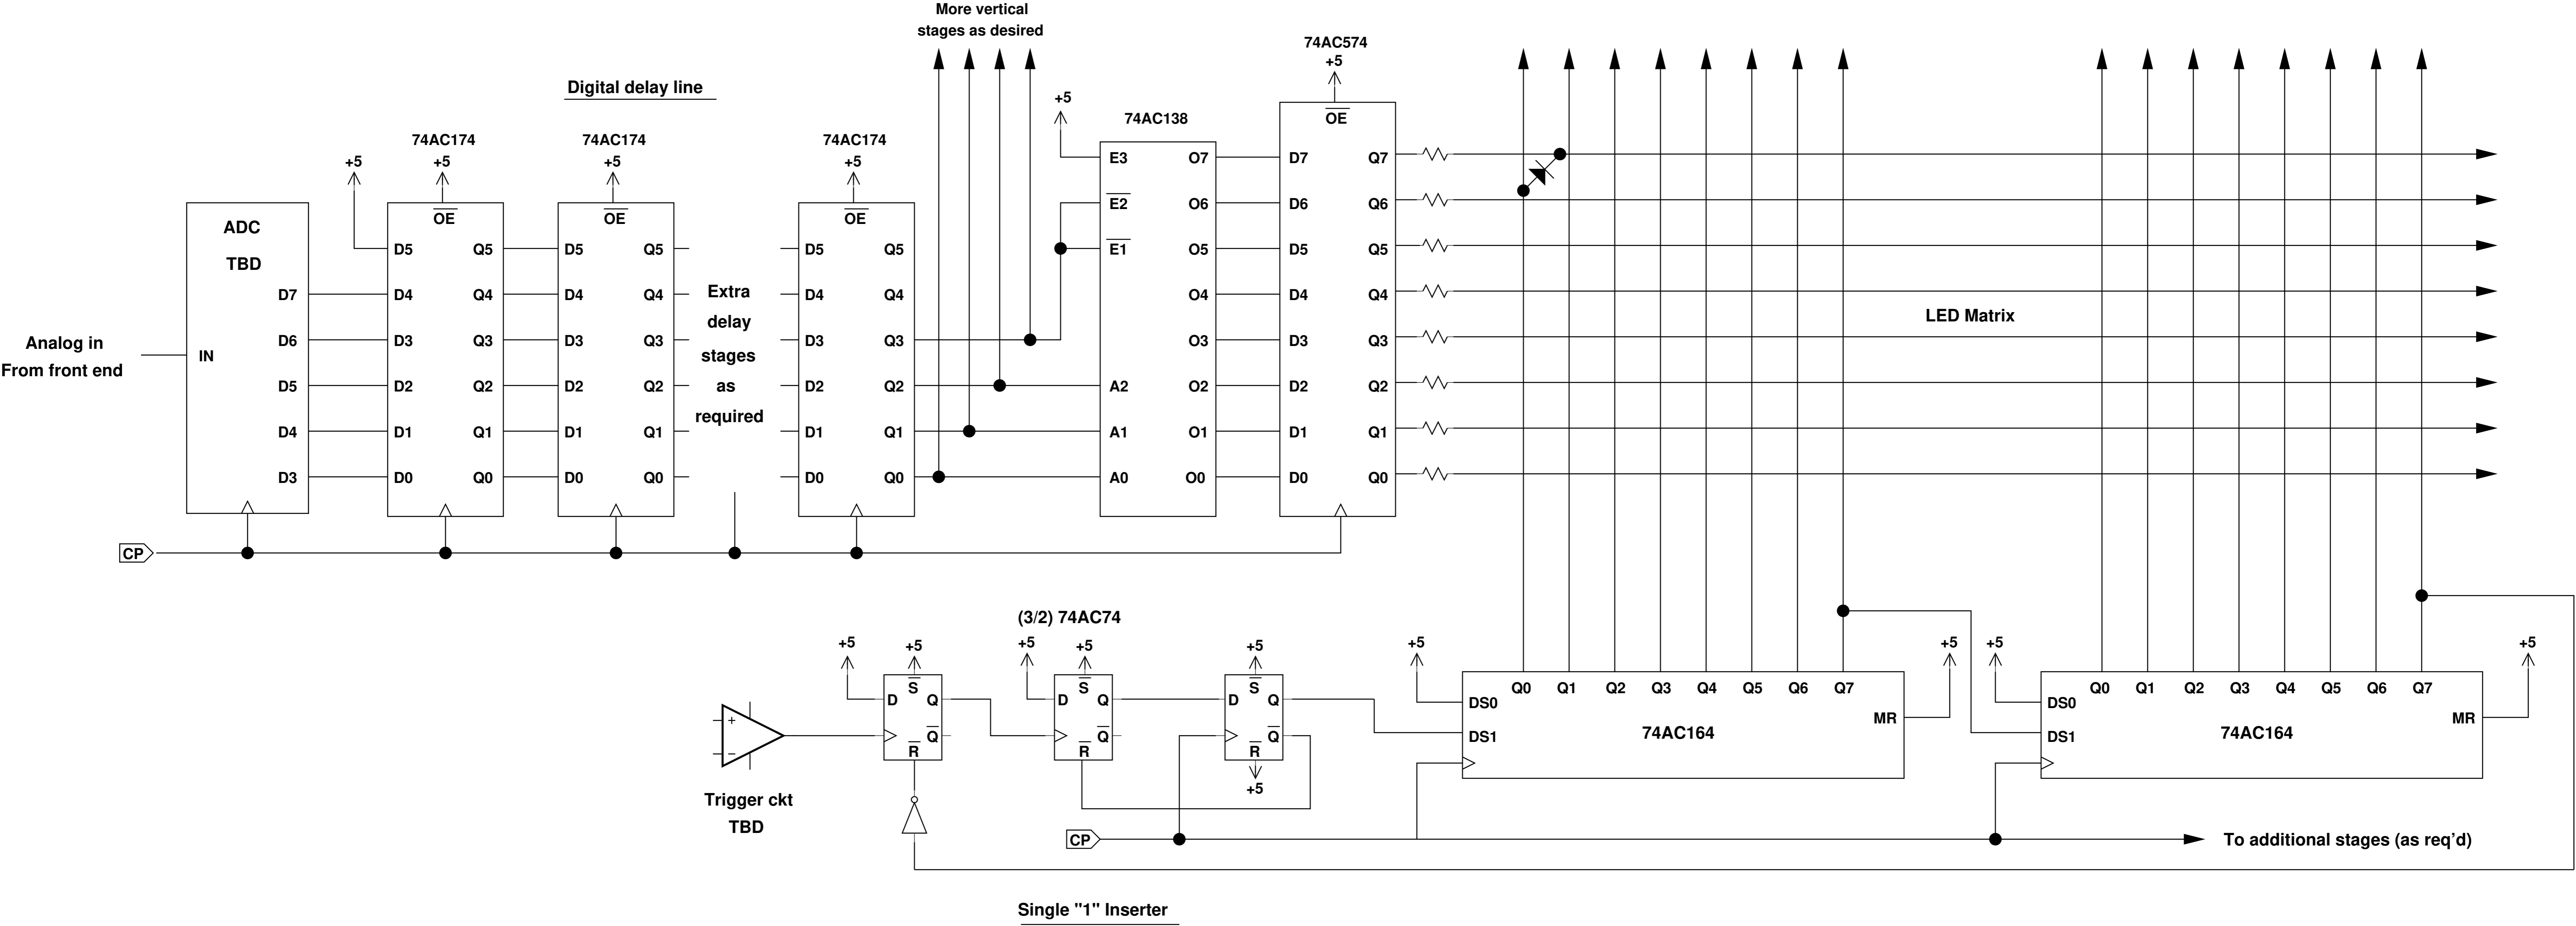 More vertical
stages as desired
Digital delay line
74AC174
+5
74AC174
+5
74AC174
+5
+5
+5
74AC138
74AC574
+5
ADC
TBD
IN
D7
D6
D5
D4
D3
Analog in
From front end
OE
D5 Q5
D4 Q4
D3 Q3
D2 Q2
D1 Q1
D0 Q0
OE
D5 Q5
D4 Q4
D3 Q3
D2 Q2
D1 Q1
D0 Q0
Extra
delay
stages
as
required
OE
D5 Q5
D4 Q4
D3 Q3
D2 Q2
D1 Q1
D0 Q0
E3 O7
E2 O6
E1 O5
O4
O3
A2 O2
A1 O1
A0 O0
OE
D7 Q7
D6 Q6
D5 Q5
D4 Q4
D3 Q3
D2 Q2
D1 Q1
D0 Q0
LED Matrix
CP
(3/2) 74AC74
+5
+5
+5
+5
+5
S
D Q
Q
R
S
D Q
Q
R
S
D Q
Q
R
+5
+
−
Trigger ckt
TBD
CP
+5
+5
Q0 Q1 Q2 Q3 Q4 Q5 Q6 Q7
DS0
DS1
MR
74AC164
+5
+5
Q0 Q1 Q2 Q3 Q4 Q5 Q6 Q7
DS0
DS1
MR
74AC164
To additional stages (as req'd)
Single "1" Inserter